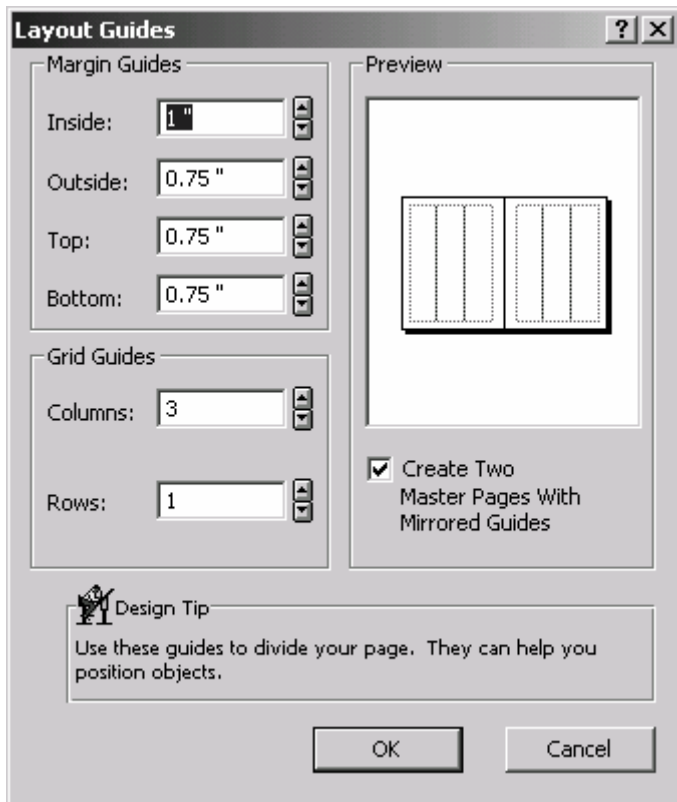 Layout Guides
Margin Guides
Inside: 1 "
Outside: 0.75 "
Top: 0.75 "
Bottom: 0.75 "
Grid Guides
Columns: 3
Rows: 1
Preview
Create Two
Master Pages With
Mirrored Guides
Design Tip
Use these guides to divide your page. They can help you
position objects.
OK Cancel